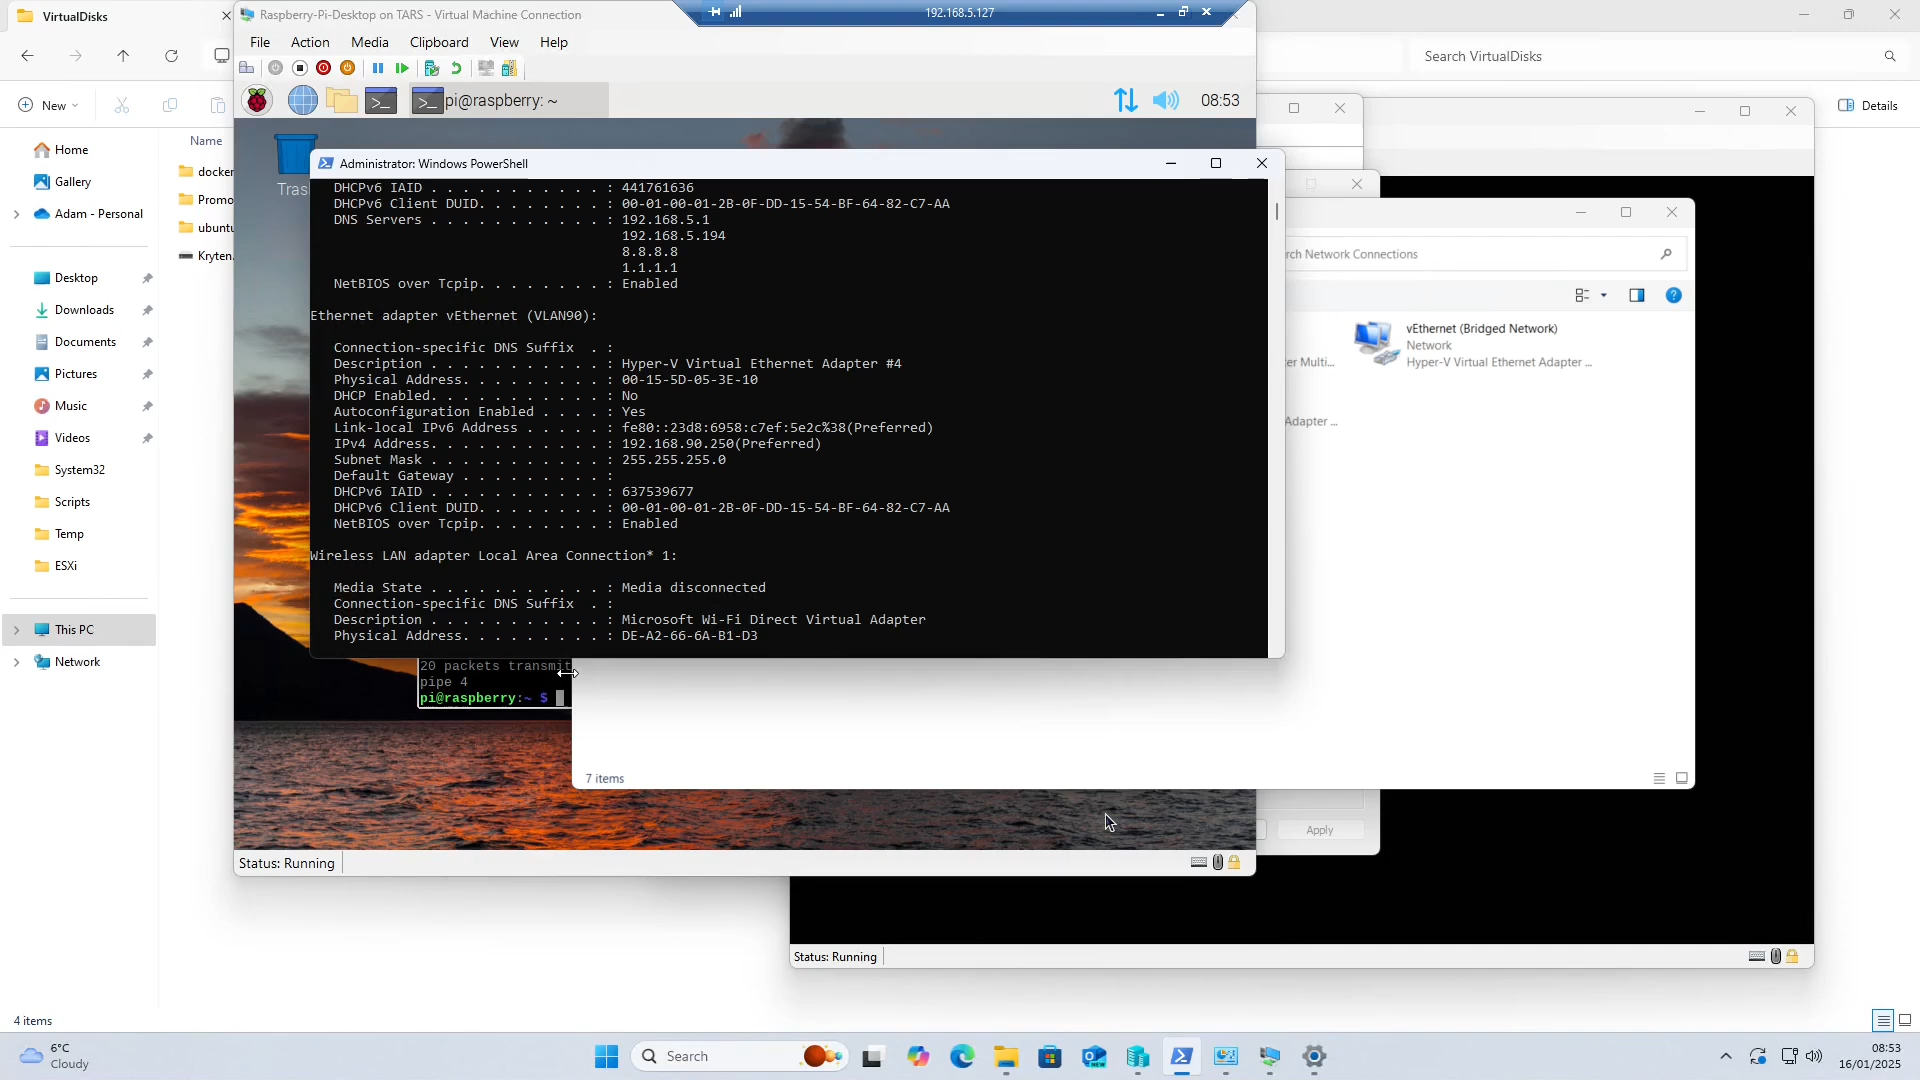 VirtualDisks
Raspberry-Pi-Desktop on TARS - Virtual Machine Connection
192.168.5.127
File Action Media Clipboard View Help
Search VirtualDisks
New
Details
pi@raspberry: ~
08:53
Name
Home
Gallery
Adam - Personal
Desktop
Downloads
Documents
Pictures
Music
Videos
System32
Scripts
Temp
ESXi
This PC
Network
docker
Promo
ubuntu
Kryten.
Tras
Administrator: Windows PowerShell
DHCPv6 IAID . . . . . . . . . . . : 441761636
DHCPv6 Client DUID. . . . . . . . : 00-01-00-01-2B-0F-DD-15-54-BF-64-82-C7-AA
DNS Servers . . . . . . . . . . . : 192.168.5.1
192.168.5.194
8.8.8.8
1.1.1.1
NetBIOS over Tcpip. . . . . . . . : Enabled
Ethernet adapter vEthernet (VLAN90):
Connection-specific DNS Suffix  . :
Description . . . . . . . . . . . : Hyper-V Virtual Ethernet Adapter #4
Physical Address. . . . . . . . . : 00-15-5D-05-3E-10
DHCP Enabled. . . . . . . . . . . : No
Autoconfiguration Enabled . . . . : Yes
Link-local IPv6 Address . . . . . : fe80::23d8:6958:c7ef:5e2c%38(Preferred)
IPv4 Address. . . . . . . . . . . : 192.168.90.250(Preferred)
Subnet Mask . . . . . . . . . . . : 255.255.255.0
Default Gateway . . . . . . . . . :
DHCPv6 IAID . . . . . . . . . . . : 637539677
DHCPv6 Client DUID. . . . . . . . : 00-01-00-01-2B-0F-DD-15-54-BF-64-82-C7-AA
NetBIOS over Tcpip. . . . . . . . : Enabled
Wireless LAN adapter Local Area Connection* 1:
Media State . . . . . . . . . . . : Media disconnected
Connection-specific DNS Suffix  . :
Description . . . . . . . . . . . : Microsoft Wi-Fi Direct Virtual Adapter
Physical Address. . . . . . . . . : DE-A2-66-6A-B1-D3
20 packets transmit
pipe 4
pi@raspberry:~ $
rch Network Connections
vEthernet (Bridged Network)
Network
Hyper-V Virtual Ethernet Adapter ...
er Multi...
Adapter ...
7 items
Apply
Status: Running
Status: Running
4 items
6°C
Cloudy
Search
08:53
16/01/2025